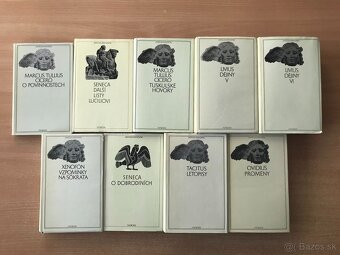 MARCUS TULLIUS
CICERO
O POVINNOSTECH
SENECA
DALŠÍ
LISTY
LUCILIOVI
MARCUS
TULLIUS
CICERO
TUSKULSKÉ
HOVORY
LIVIUS
DĚJINY
V
LIVIUS
DĚJINY
VI
XENOFÓN
VZPOMÍNKY
NA SÓKRATA
SENECA
O DOBRODINÍCH
TACITUS
LETOPISY
OVIDIUS
PROMĚNY
© Bazos.sk